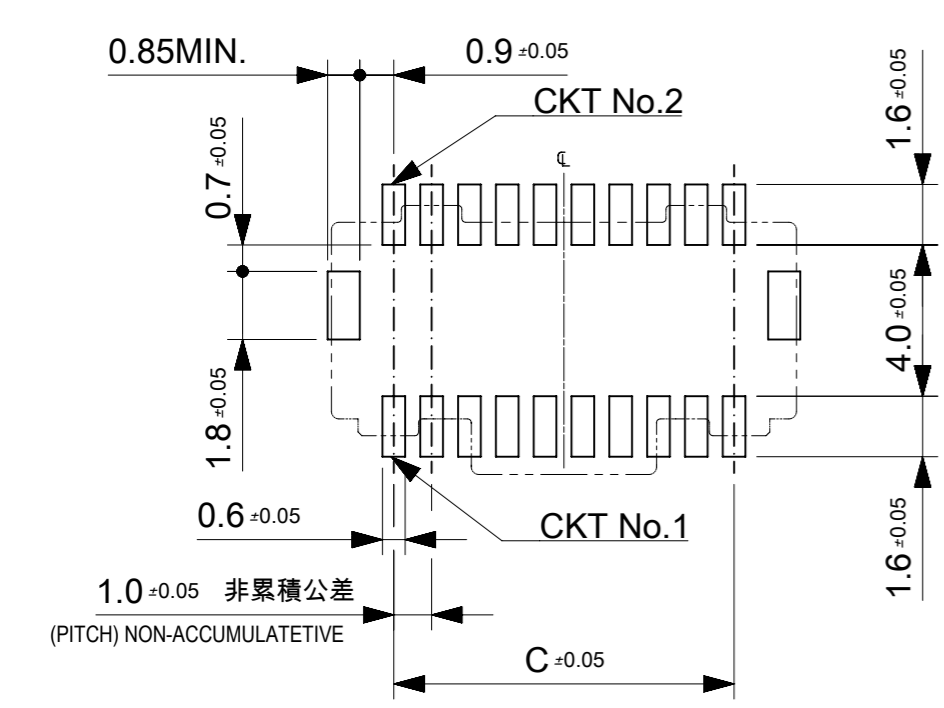 0.85MIN.
0.9 ±0.05
CKT No.2
1.6 ±0.05
0.7 ±0.05
℄
4.0 ±0.05
1.8 ±0.05
0.6 ±0.05
CKT No.1
1.6 ±0.05
1.0 ±0.05 非累積公差
(PITCH) NON-ACCUMULATETIVE
C ±0.05